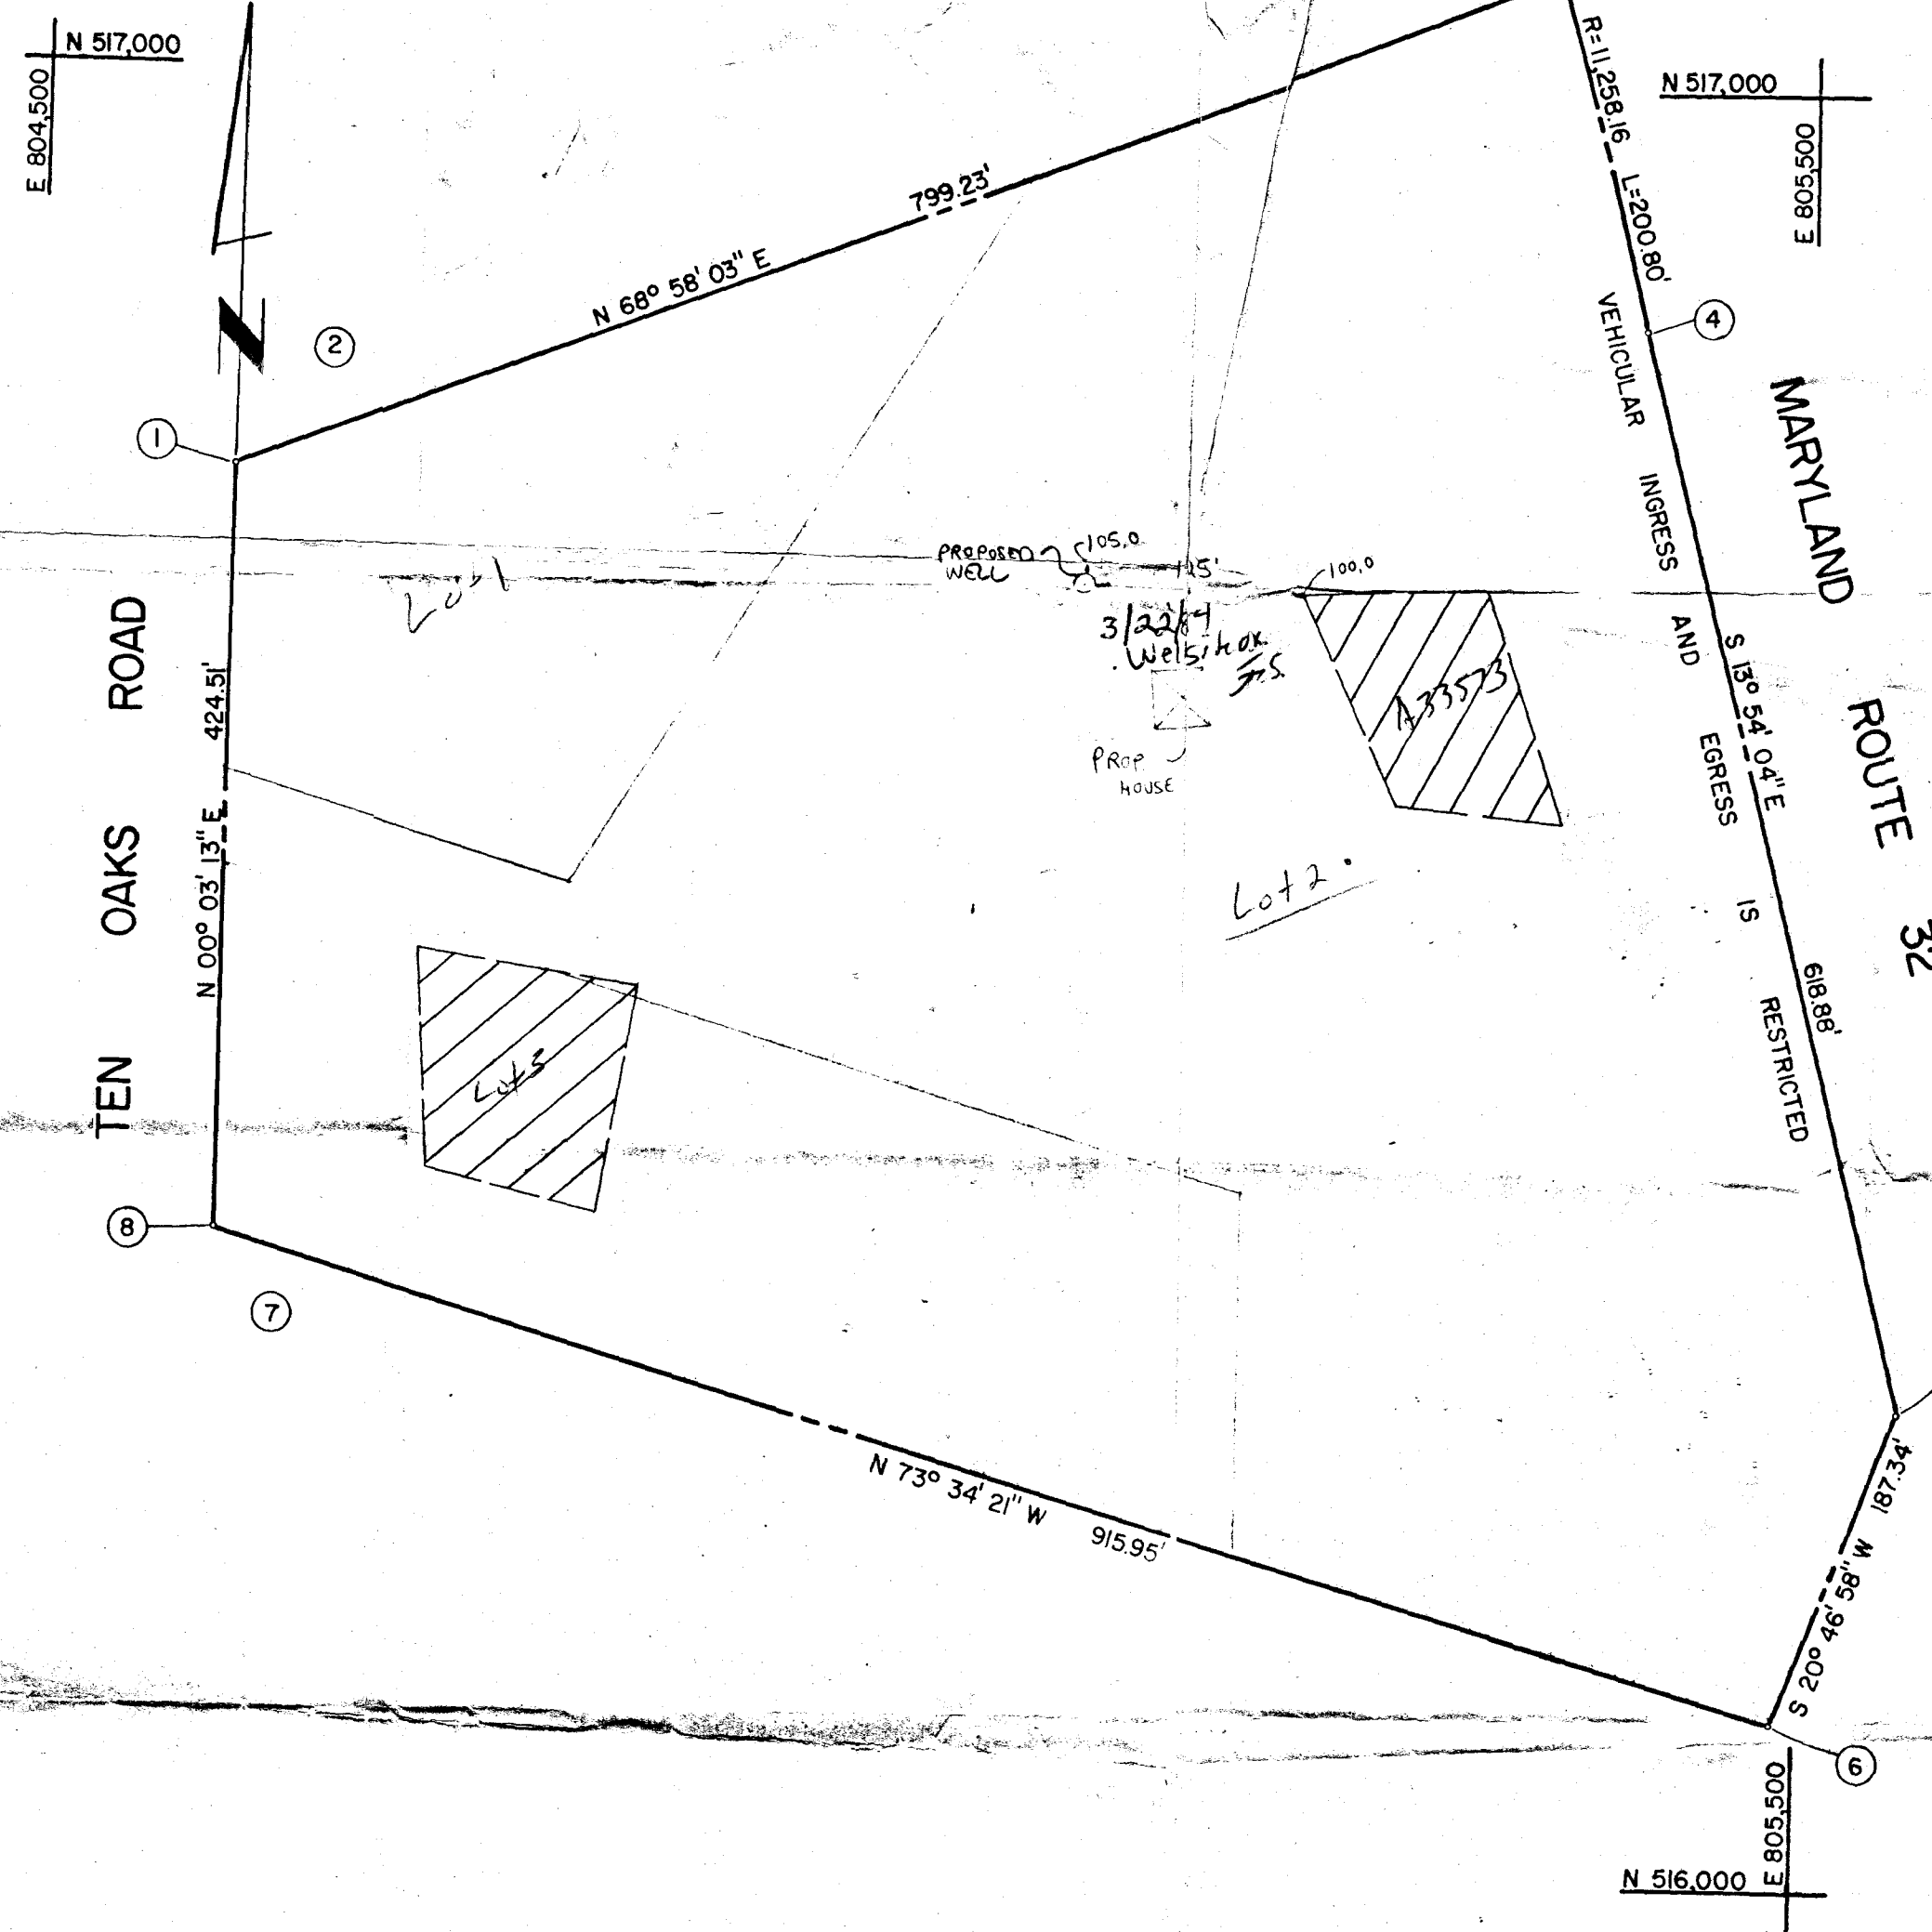 N 517,000
E 804,500
R=11,258.16 L=200.80'
N 517,000
E 805,500
799.23'
N 68° 58' 03" E
2
4
1
VEHICULAR INGRESS AND EGRESS IS RESTRICTED
MARYLAND ROUTE 32
PROPOSED
WELL
105.0
100.0
Lot 1
3/22/84
ok
J.S.
A33573
PROP.
HOUSE
S 13° 54' 04" E 618.88'
TEN OAKS ROAD
N 00° 03' 13" E 424.51'
Lot 2
Lot 3
8
7
N 73° 34' 21" W 915.95'
S 20° 46' 58" W 187.34'
6
E 805,500
N 516,000